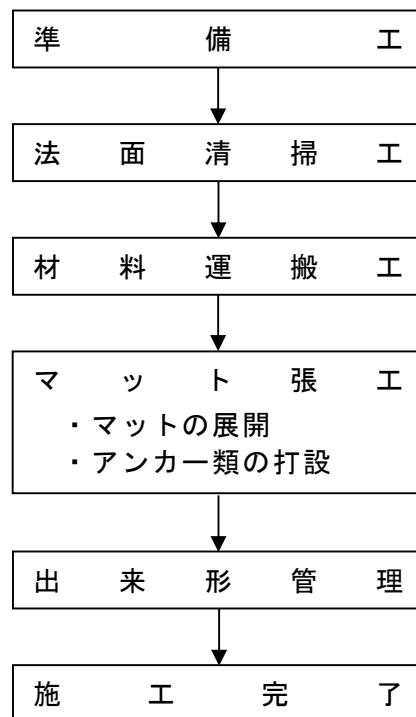 準備工
法面清掃工
材料運搬工
マット張工
・マットの展開
・アンカー類の打設
出来形管理
施工完了